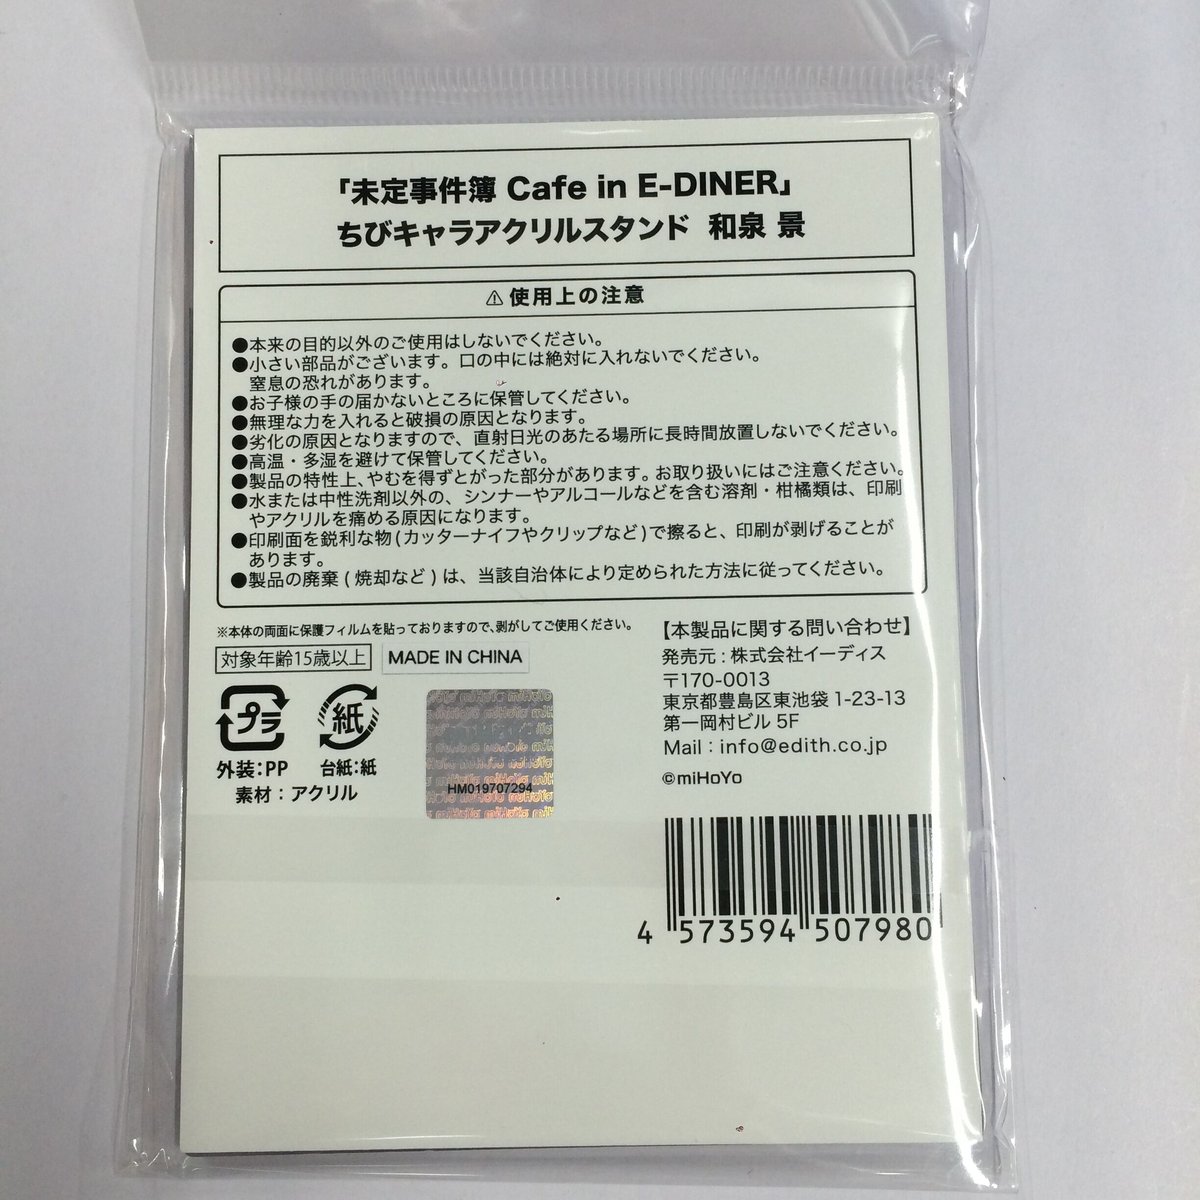 「未定事件簿 Cafe in E-DINER」
ちびキャラアクリルスタンド 和泉 景
⚠使用上の注意
●本来の目的以外のご使用はしないでください。
●小さい部品がございます。口の中には絶対に入れないでください。
窒息の恐れがあります。
●お子様の手の届かないところに保管してください。
●無理な力を入れると破損の原因となります。
●劣化の原因となりますので、直射日光のあたる場所に長時間放置しないでください。
●高温・多湿を避けて保管してください。
●製品の特性上、やむを得ずとがった部分があります。お取り扱いにはご注意ください。
●水または中性洗剤以外の、シンナーやアルコールなどを含む溶剤・柑橘類は、印刷
やアクリルを痛める原因になります。
●印刷面を鋭利な物(カッターナイフやクリップなど)で擦ると、印刷が剥げることが
あります。
●製品の廃棄(焼却など)は、当該自治体により定められた方法に従ってください。
※本体の両面に保護フィルムを貼っておりますので、剥がしてご使用ください。
対象年齢15歳以上 MADE IN CHINA
プラ 紙
外装:PP 台紙:紙
素材:アクリル
miHoYo
HM019707294
【本製品に関する問い合わせ】
発売元:株式会社イーディス
〒170-0013
東京都豊島区東池袋 1-23-13
第一岡村ビル 5F
Mail:info@edith.co.jp
©miHoYo
4 573594 507980